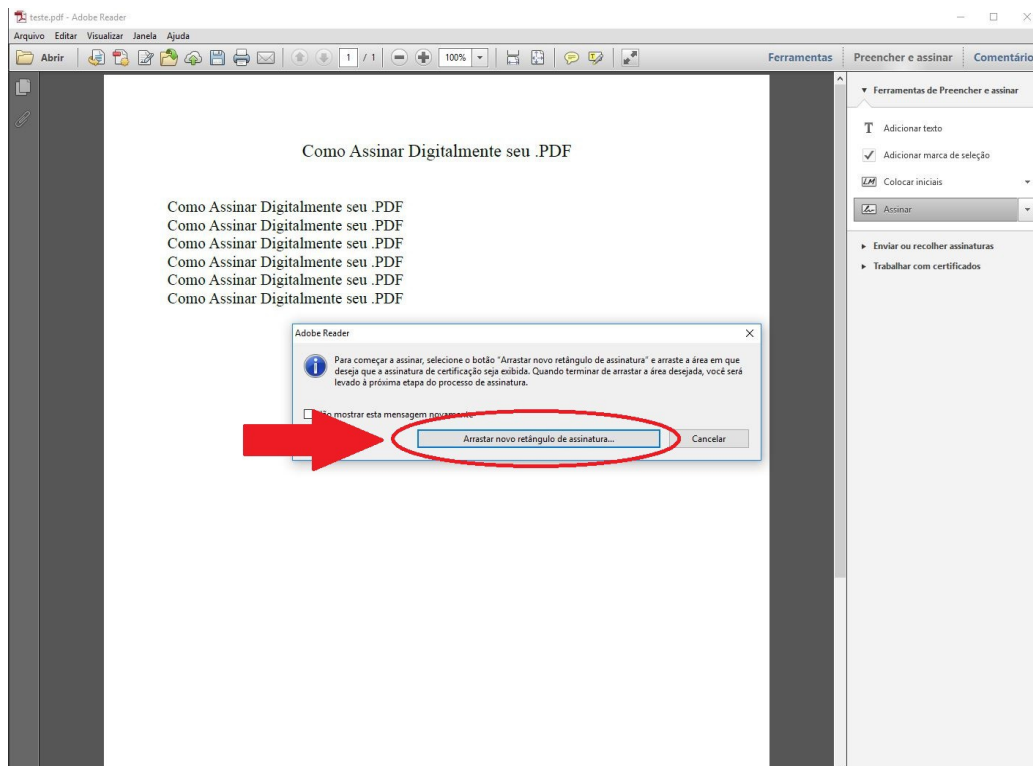 teste.pdf - Adobe Reader
Arquivo Editar Visualizar Janela Ajuda
Abrir 1 / 1 100% Ferramentas Preencher e assinar Comentário
Ferramentas de Preencher e assinar
T Adicionar texto
Adicionar marca de seleção
LM Colocar iniciais
Assinar
Enviar ou recolher assinaturas
Trabalhar com certificados
Como Assinar Digitalmente seu .PDF
Como Assinar Digitalmente seu .PDF
Como Assinar Digitalmente seu .PDF
Como Assinar Digitalmente seu .PDF
Como Assinar Digitalmente seu .PDF
Como Assinar Digitalmente seu .PDF
Como Assinar Digitalmente seu .PDF
Adobe Reader
Para começar a assinar, selecione o botão "Arrastar novo retângulo de assinatura" e arraste a área em que
deseja que a assinatura de certificação seja exibida. Quando terminar de arrastar a área desejada, você será
levado à próxima etapa do processo de assinatura.
mostrar esta mensagem novamente
Arrastar novo retângulo de assinatura... Cancelar